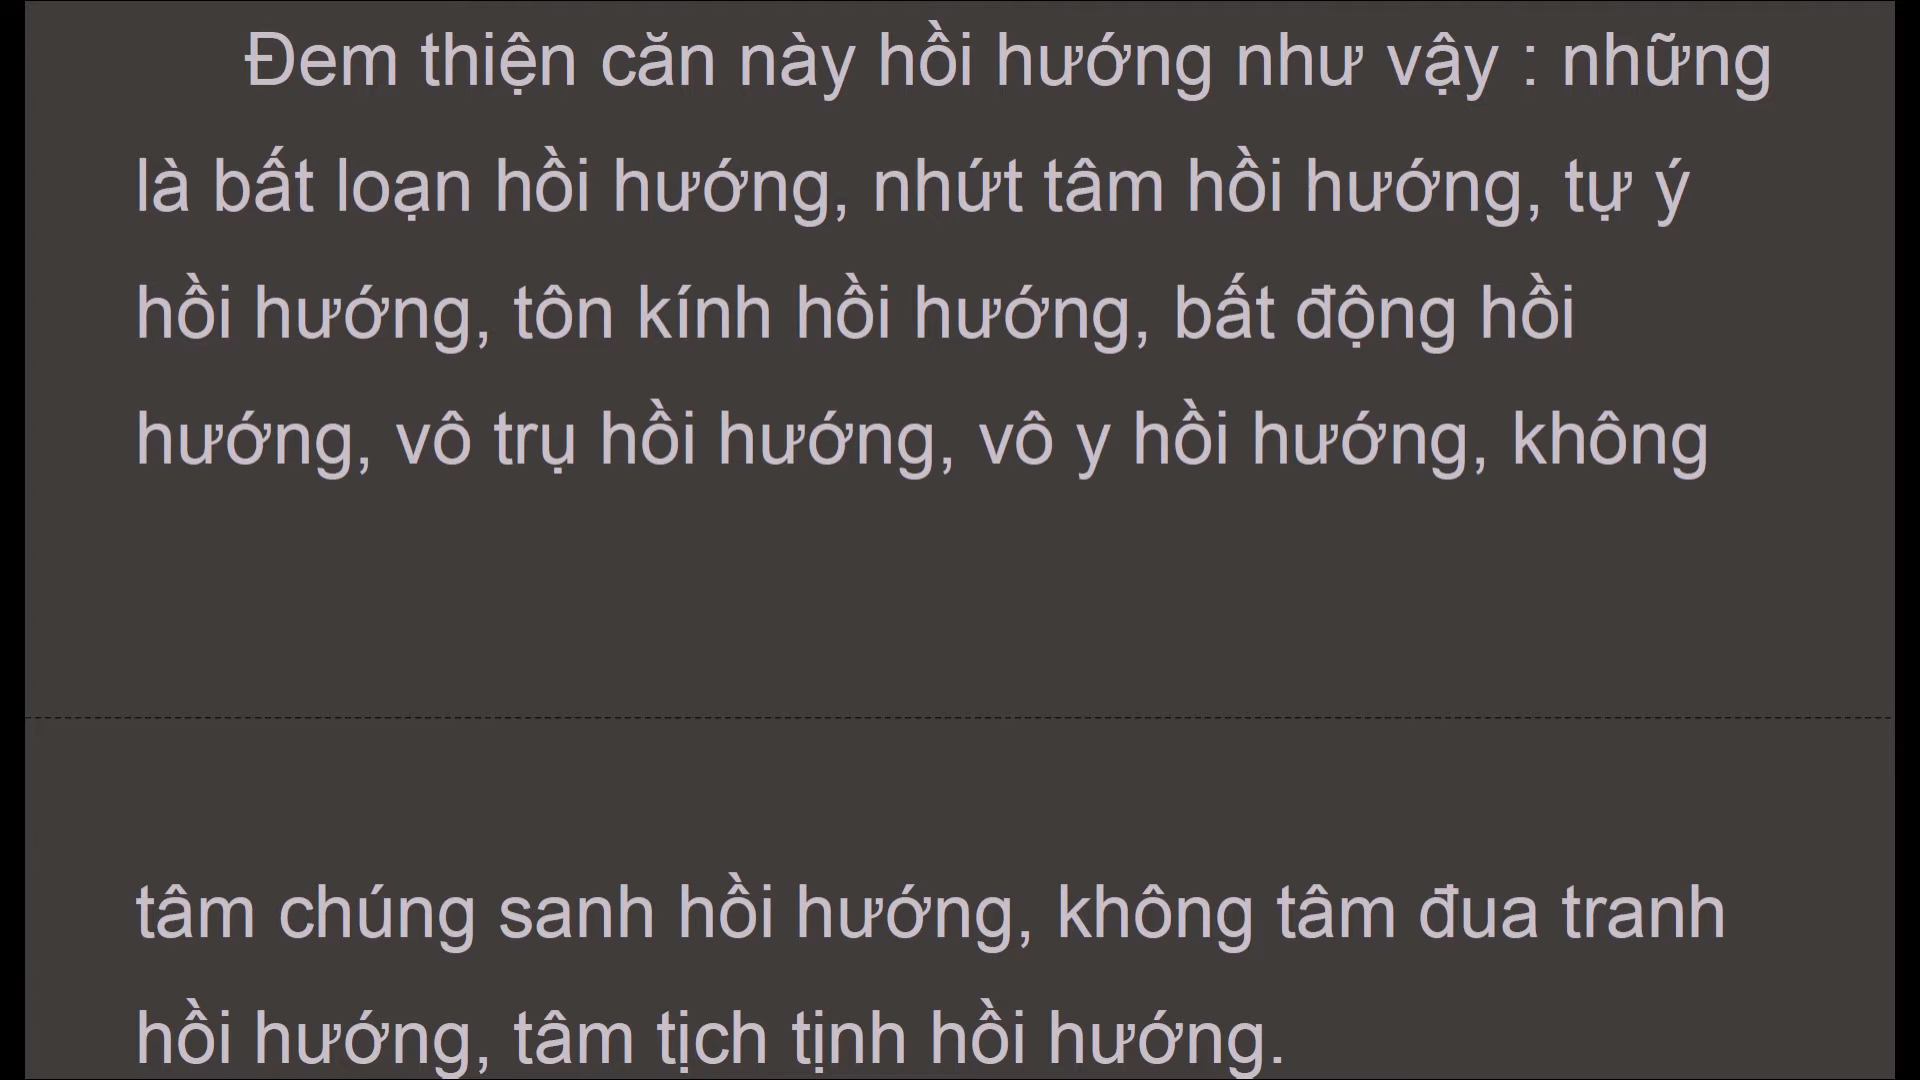 Đem thiện căn này hồi hướng như vậy : những
là bất loạn hồi hướng, nhứt tâm hồi hướng, tự ý
hồi hướng, tôn kính hồi hướng, bất động hồi
hướng, vô trụ hồi hướng, vô y hồi hướng, không
tâm chúng sanh hồi hướng, không tâm đua tranh
hồi hướng, tâm tịch tịnh hồi hướng.